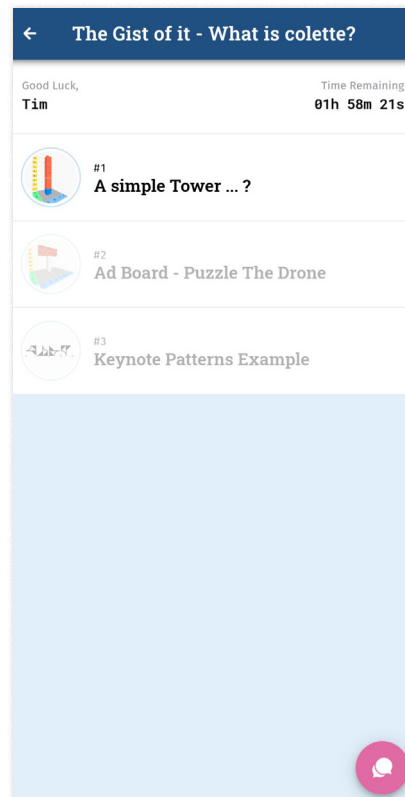 The Gist of it - What is colette?
Good Luck,
Time Remaining
Tim
01h 58m 21s
#1
A simple Tower ... ?
#2
Ad Board - Puzzle The Drone
#3
Keynote Patterns Example